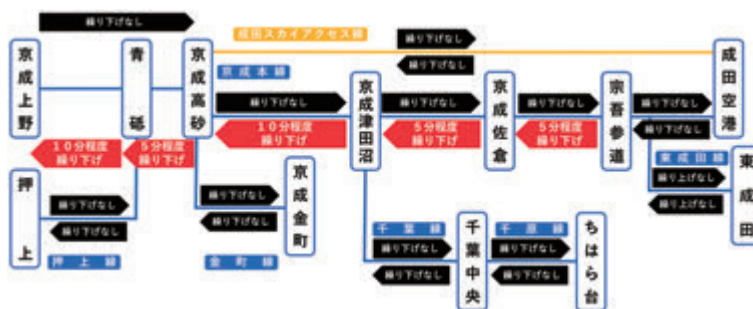 繰り下げなし
成田スカイアクセス線
繰り下げなし
繰り下げなし
京成上野
青砥
京成高砂
京成本線
成田空港
繰り下げなし
京成津田沼
繰り下げなし
京成佐倉
繰り下げなし
宗吾参道
繰り下げなし
繰り下げなし
10分程度
繰り下げ
5分程度
繰り下げ
10分程度
繰り下げ
5分程度
繰り下げ
5分程度
繰り下げ
東成田線
繰り上げなし
繰り上げなし
東成田
押上
繰り下げなし
繰り下げなし
押上線
繰り下げなし
繰り下げなし
金町線
京成金町
千葉線
繰り下げなし
繰り下げなし
千葉中央
千原線
繰り下げなし
繰り下げなし
ちはら台